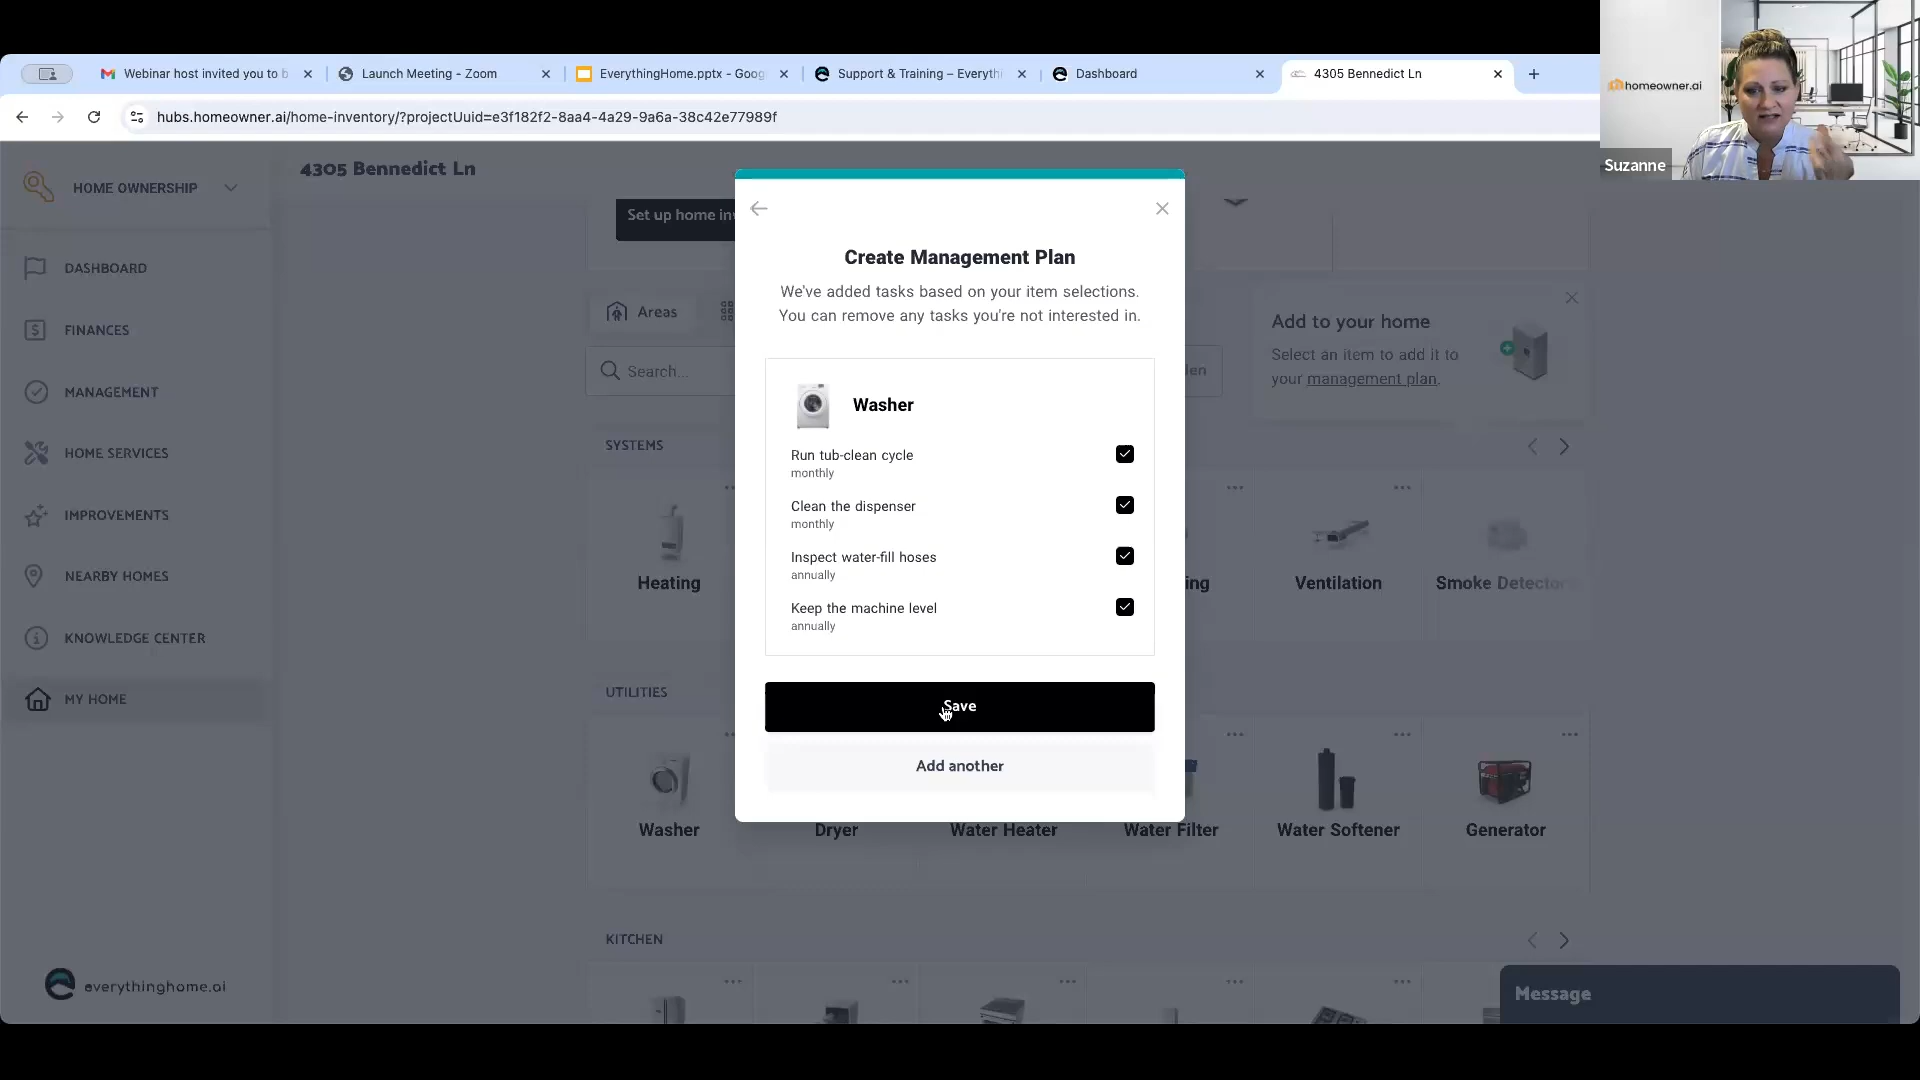 Webinar host invited you to b
Launch Meeting - Zoom
EverythingHome.pptx - Goog
Support & Training – Everythi
Dashboard
4305 Bennedict Ln
hubs.homeowner.ai/home-inventory/?projectUuid=e3f182f2-8aa4-4a29-9a6a-38c42e77989f
homeowner.ai
Suzanne
HOME OWNERSHIP
4305 Bennedict Ln
DASHBOARD
FINANCES
MANAGEMENT
HOME SERVICES
IMPROVEMENTS
NEARBY HOMES
KNOWLEDGE CENTER
MY HOME
everythinghome.ai
Set up home in
Areas
Search...
Add to your home
Select an item to add it to
your management plan.
SYSTEMS
Heating
Ventilation
Smoke Detector
UTILITIES
Washer
Dryer
Water Heater
Water Filter
Water Softener
Generator
KITCHEN
Create Management Plan
We've added tasks based on your item selections.
You can remove any tasks you're not interested in.
Washer
Run tub-clean cycle
monthly
Clean the dispenser
monthly
Inspect water-fill hoses
annually
Keep the machine level
annually
Save
Add another
Message